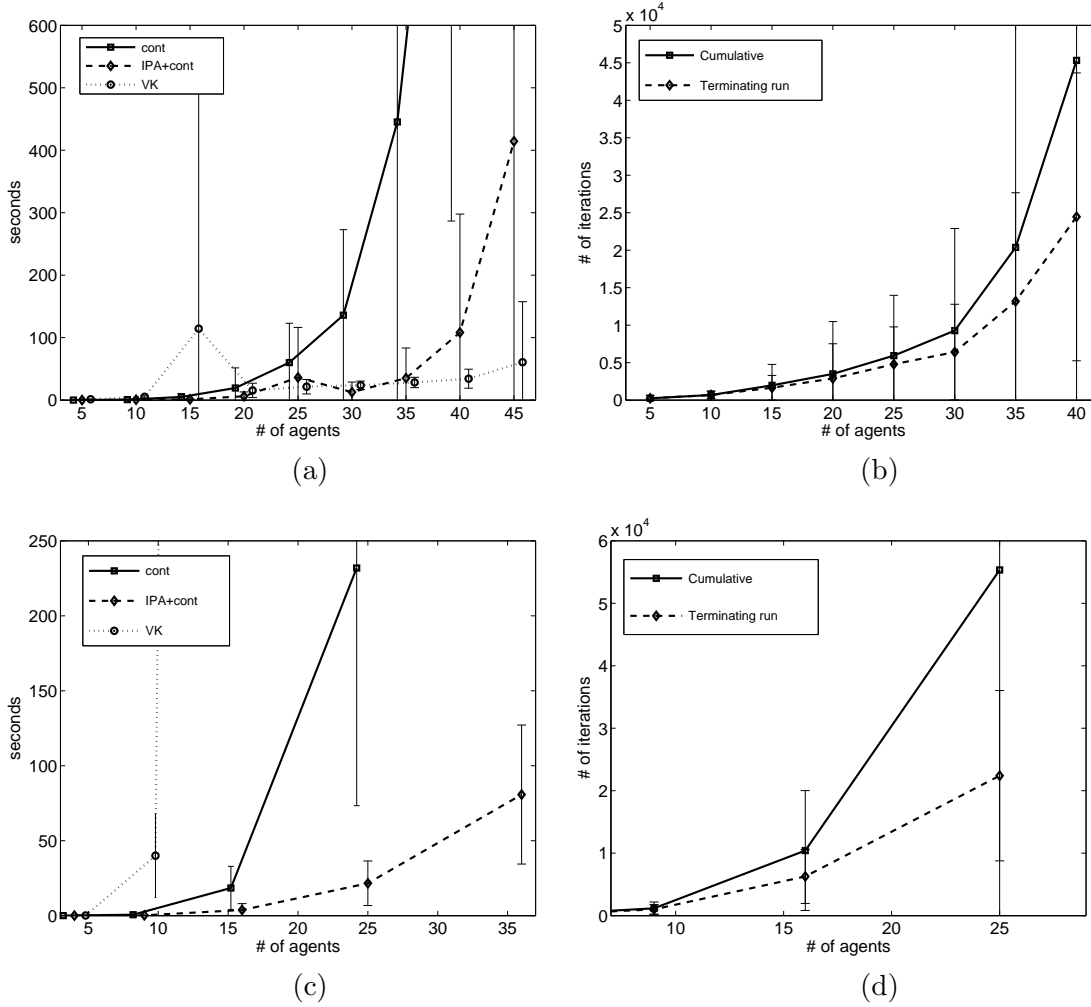 600
500
400
300
200
100
0
seconds
cont
IPA+cont
VK
5 10 15 20 25 30 35 40 45
# of agents
(a)
x 10^4
5
4.5
4
3.5
3
2.5
2
1.5
1
0.5
0
# of iterations
Cumulative
Terminating run
5 10 15 20 25 30 35 40
# of agents
(b)
250
200
150
100
50
0
seconds
cont
IPA+cont
VK
5 10 15 20 25 30 35
# of agents
(c)
x 10^4
6
5
4
3
2
1
0
# of iterations
Cumulative
Terminating run
10 15 20 25
# of agents
(d)